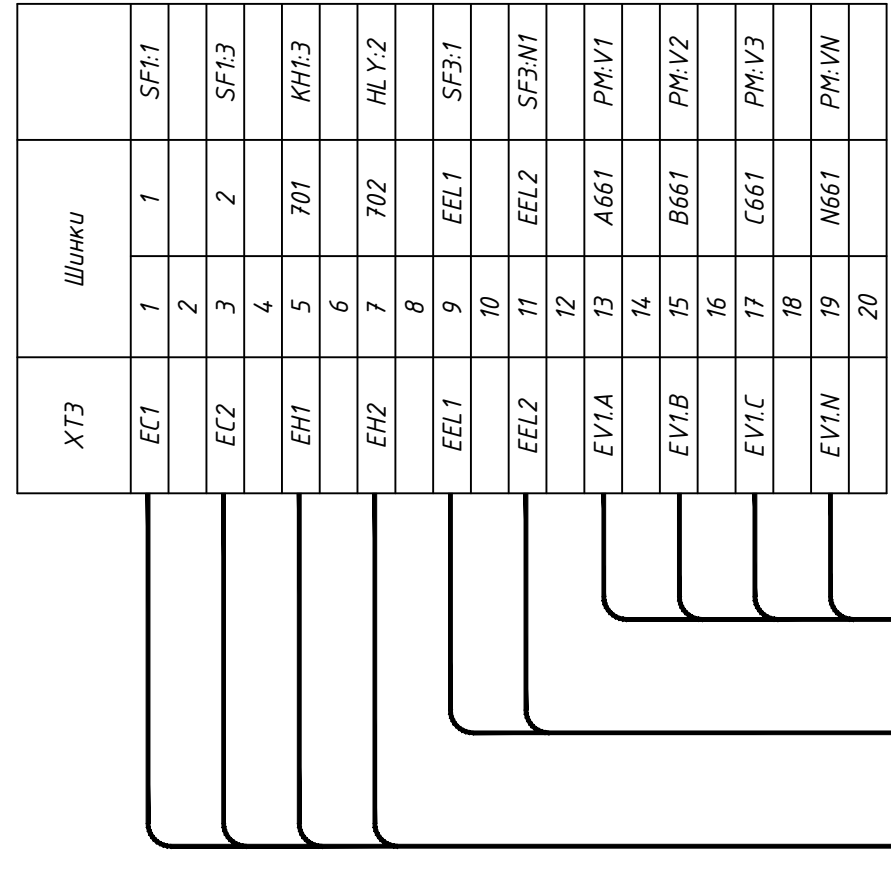 ХТ3 Шинки
EC1 1 1 SF1:1
2
EC2 3 2 SF1:3
4
EH1 5 701 KH1:3
6
EH2 7 702 HLY:2
8
EEL1 9 EEL1 SF3:1
10
EEL2 11 EEL2 SF3:N1
12
EV1.A 13 A661 PM:V1
14
EV1.B 15 B661 PM:V2
16
EV1.C 17 C661 PM:V3
18
EV1.N 19 N661 PM:VN
20